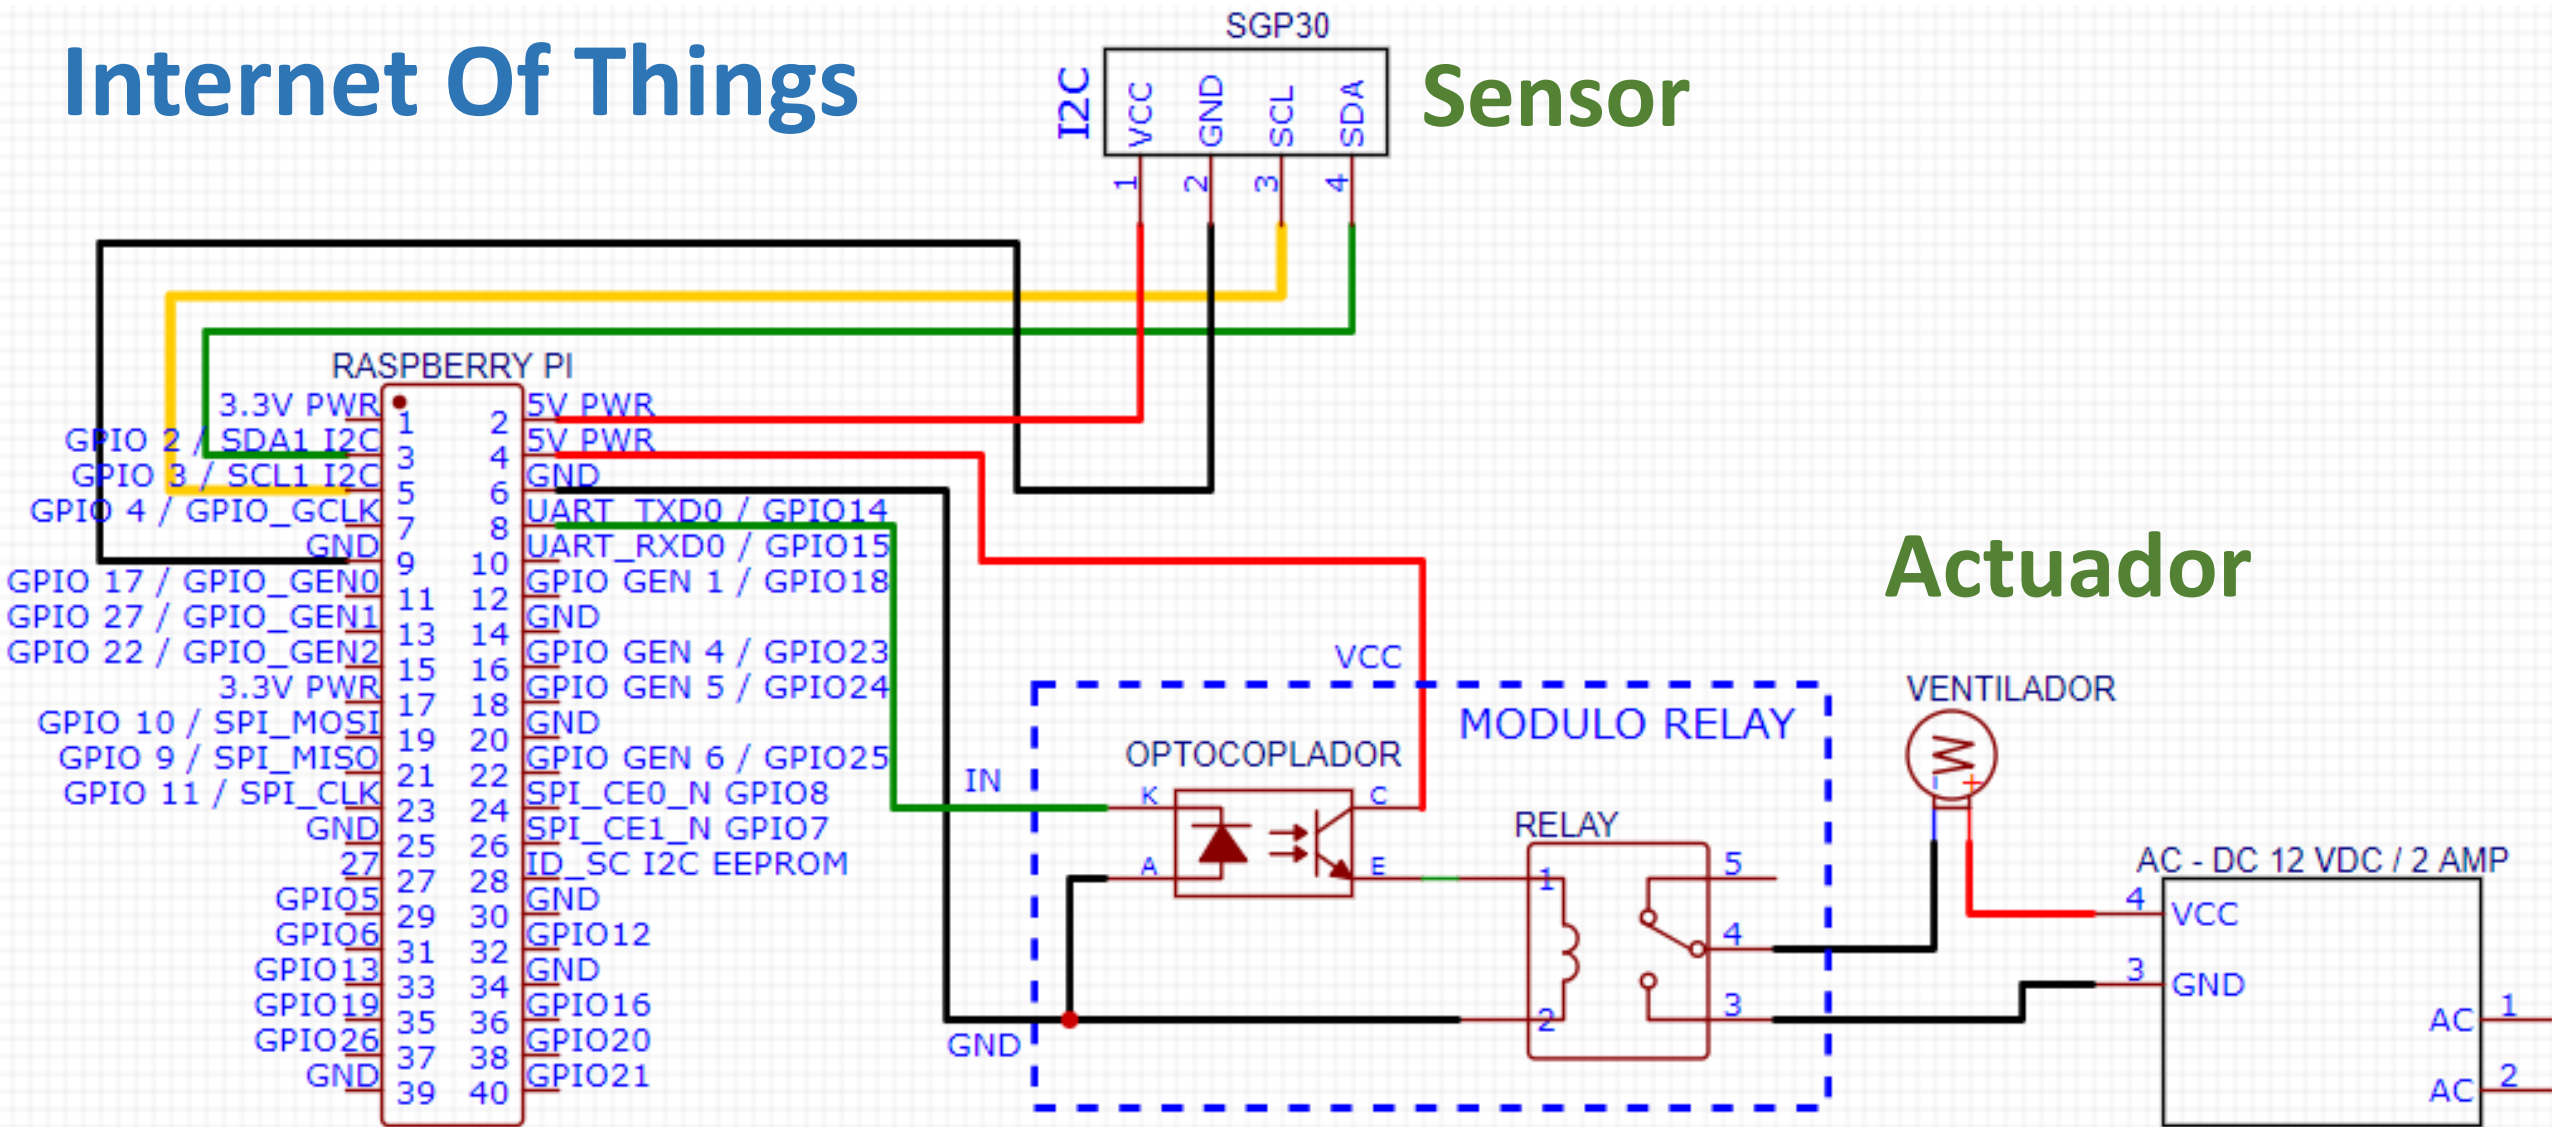 Internet Of Things
SGP30
Sensor
I2C
VCC
GND
SCL
SDA
1
2
3
4
RASPBERRY PI
3.3V PWR 1 2 5V PWR
GPIO 2 / SDA1 I2C 3 4 5V PWR
GPIO 3 / SCL1 I2C 5 6 GND
GPIO 4 / GPIO_GCLK 7 8 UART_TXD0 / GPIO14
GND 9 10 UART_RXD0 / GPIO15
GPIO 17 / GPIO_GEN0 11 12 GPIO GEN 1 / GPIO18
GPIO 27 / GPIO_GEN1 13 14 GND
GPIO 22 / GPIO_GEN2 15 16 GPIO GEN 4 / GPIO23
3.3V PWR 17 18 GPIO GEN 5 / GPIO24
GPIO 10 / SPI_MOSI 19 20 GND
GPIO 9 / SPI_MISO 21 22 GPIO GEN 6 / GPIO25
GPIO 11 / SPI_CLK 23 24 SPI_CE0_N GPIO8
GND 25 26 SPI_CE1_N GPIO7
27 27 28 ID_SC I2C EEPROM
GPIO5 29 30 GND
GPIO6 31 32 GPIO12
GPIO13 33 34 GND
GPIO19 35 36 GPIO16
GPIO26 37 38 GPIO20
GND 39 40 GPIO21
Actuador
VCC
MODULO RELAY
OPTOCOPLADOR
IN
K
C
A
E
GND
RELAY
1
2
5
4
3
VENTILADOR
- +
AC - DC 12 VDC / 2 AMP
4 VCC
3 GND
AC 1
AC 2